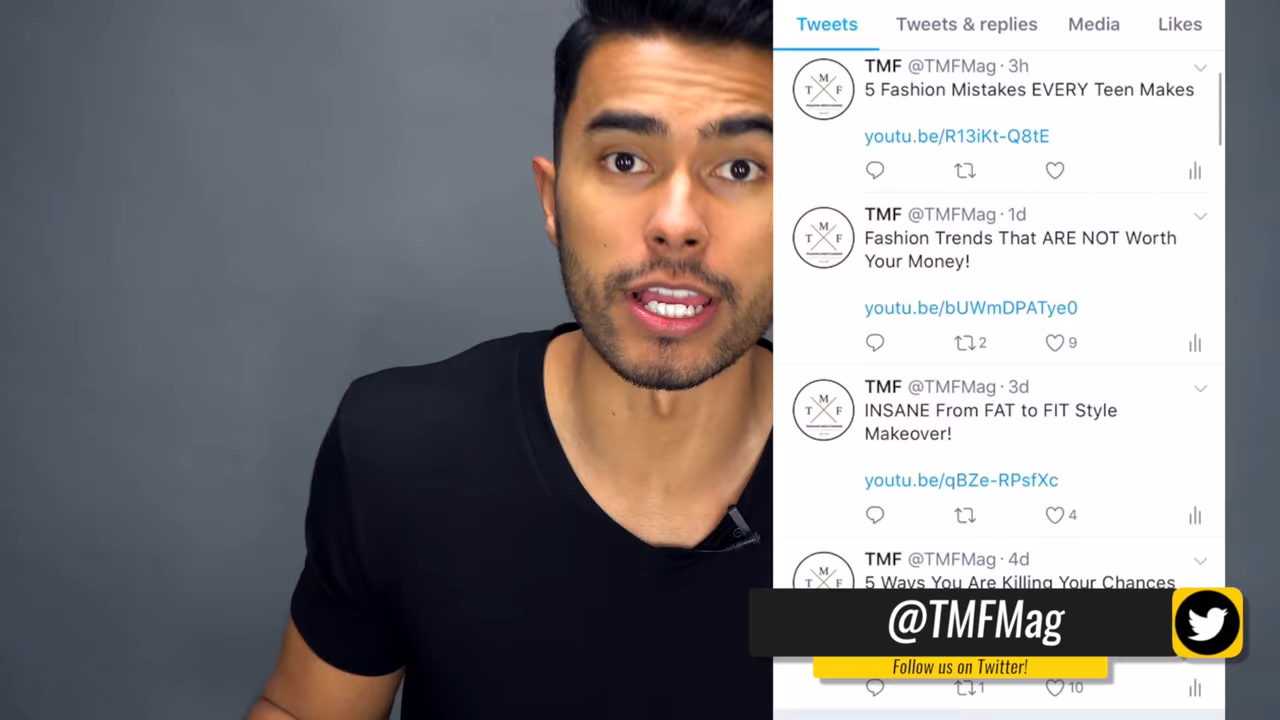 Tweets Tweets & replies Media Likes
TMF @TMFMag · 3h
5 Fashion Mistakes EVERY Teen Makes
youtu.be/R13iKt-Q8tE
TMF @TMFMag · 1d
Fashion Trends That ARE NOT Worth
Your Money!
youtu.be/bUWmDPATye0
2 9
TMF @TMFMag · 3d
INSANE From FAT to FIT Style
Makeover!
youtu.be/qBZe-RPsfXc
4
TMF @TMFMag · 4d
5 Ways You Are Killing Your Chances
@TMFMag
Follow us on Twitter!
1 10
T M F
T M F
T M F
M